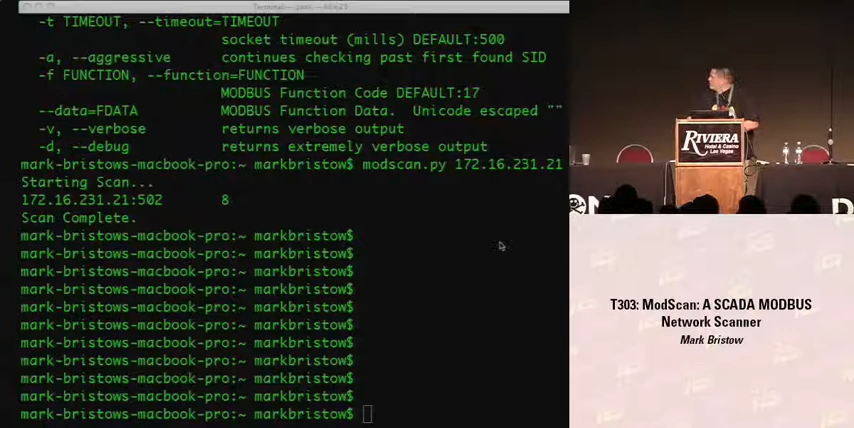 -t TIMEOUT, --timeout=TIMEOUT
socket timeout (mills) DEFAULT:500
-a, --aggressive continues checking past first found SID
-f FUNCTION, --function=FUNCTION
MODBUS Function Code DEFAULT:17
--data=FDATA MODBUS Function Data. Unicode escaped ""
-v, --verbose returns verbose output
-d, --debug returns extremely verbose output
mark-bristows-macbook-pro:~ markbristow$ modscan.py 172.16.231.21
Starting Scan...
172.16.231.21:502 8
Scan Complete.
mark-bristows-macbook-pro:~ markbristow$
mark-bristows-macbook-pro:~ markbristow$
mark-bristows-macbook-pro:~ markbristow$
mark-bristows-macbook-pro:~ markbristow$
mark-bristows-macbook-pro:~ markbristow$
mark-bristows-macbook-pro:~ markbristow$
mark-bristows-macbook-pro:~ markbristow$
mark-bristows-macbook-pro:~ markbristow$
mark-bristows-macbook-pro:~ markbristow$
mark-bristows-macbook-pro:~ markbristow$
mark-bristows-macbook-pro:~ markbristow$
RIVIERA
Hotel & Casino
Las Vegas
T303: ModScan: A SCADA MODBUS
Network Scanner
Mark Bristow